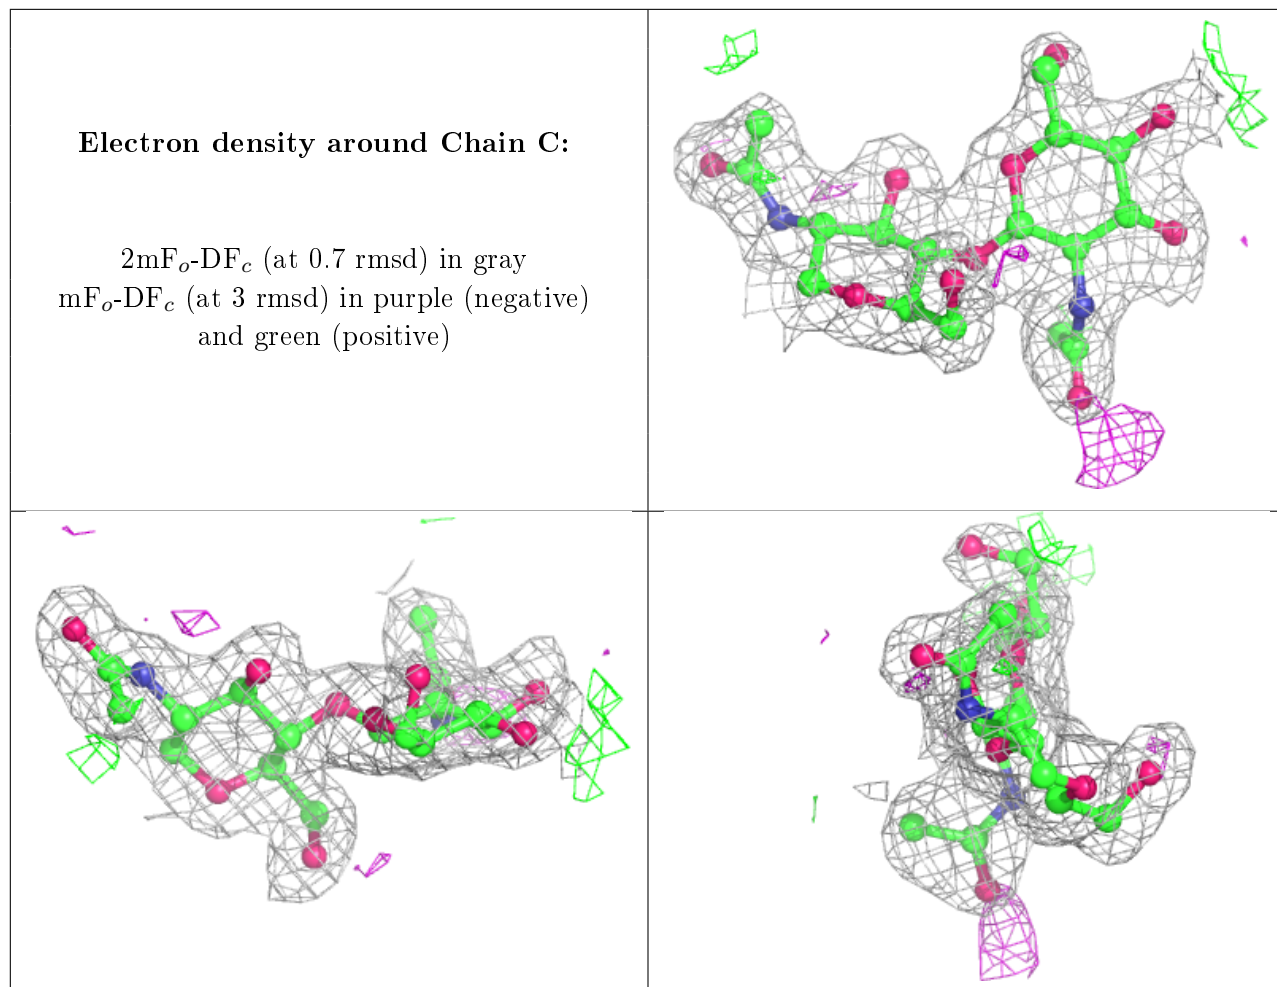 Electron density around Chain C:
2mFₒ-DF𝒸 (at 0.7 rmsd) in gray
mFₒ-DF𝒸 (at 3 rmsd) in purple (negative)
and green (positive)